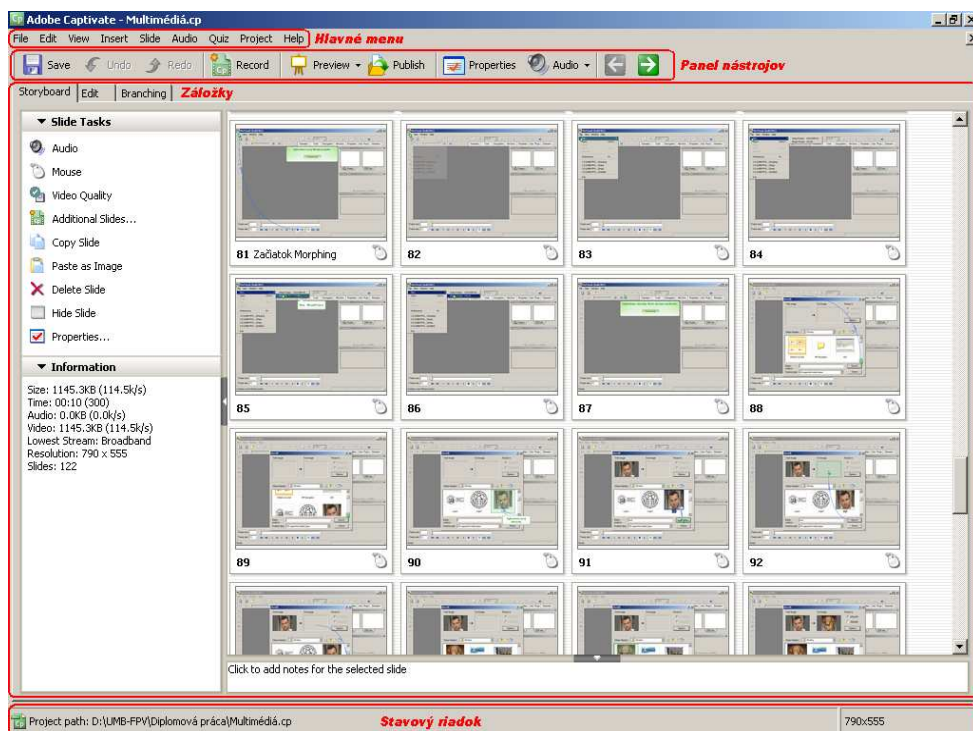 Adobe Captivate - Multimédiá.cp
File Edit View Insert Slide Audio Quiz Project Help Hlavné menu
Save Undo Redo Record Preview Publish Properties Audio Panel nástrojov
Storyboard Edit Branching Záložky
Slide Tasks
Audio
Mouse
Video Quality
Additional Slides...
Copy Slide
Paste as Image
Delete Slide
Hide Slide
Properties...
Information
Size: 1145.3KB (114.5k/s)
Time: 00:10 (300)
Audio: 0.0KB (0.0k/s)
Video: 1145.3KB (114.5k/s)
Lowest Stream: Broadband
Resolution: 790 x 555
Slides: 122
81 Začiatok Morphing 82 83 84
85 86 87 88
89 90 91 92
Click to add notes for the selected slide
Project path: D:\UMB-FPV\Diplomová práca\Multimédiá.cp Stavový riadok 790x555